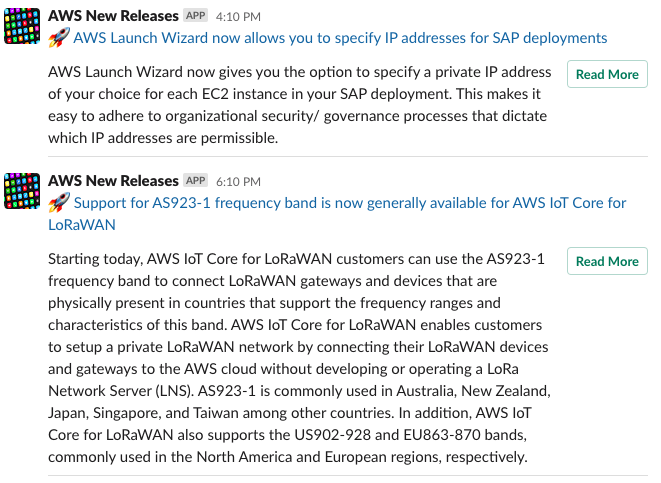 AWS New Releases APP 4:10 PM
🚀 AWS Launch Wizard now allows you to specify IP addresses for SAP deployments
AWS Launch Wizard now gives you the option to specify a private IP address
of your choice for each EC2 instance in your SAP deployment. This makes it
easy to adhere to organizational security/ governance processes that dictate
which IP addresses are permissible.
Read More
AWS New Releases APP 6:10 PM
🚀 Support for AS923-1 frequency band is now generally available for AWS IoT Core for
LoRaWAN
Starting today, AWS IoT Core for LoRaWAN customers can use the AS923-1
frequency band to connect LoRaWAN gateways and devices that are
physically present in countries that support the frequency ranges and
characteristics of this band. AWS IoT Core for LoRaWAN enables customers
to setup a private LoRaWAN network by connecting their LoRaWAN devices
and gateways to the AWS cloud without developing or operating a LoRa
Network Server (LNS). AS923-1 is commonly used in Australia, New Zealand,
Japan, Singapore, and Taiwan among other countries. In addition, AWS IoT
Core for LoRaWAN also supports the US902-928 and EU863-870 bands,
commonly used in the North America and European regions, respectively.
Read More